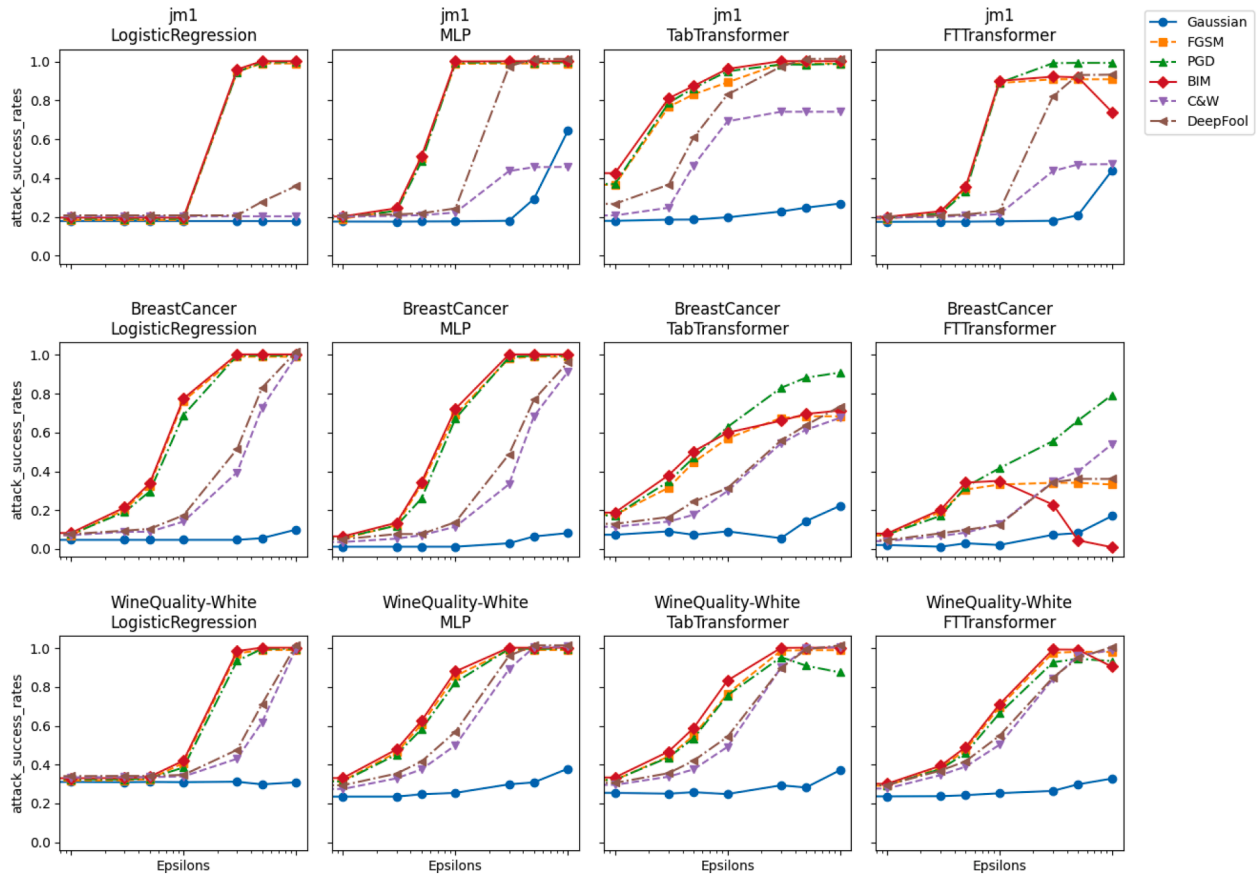 jm1
LogisticRegression
jm1
MLP
jm1
TabTransformer
jm1
FTTransformer
Gaussian
FGSM
PGD
BIM
C&W
DeepFool
attack_success_rates
1.0
0.8
0.6
0.4
0.2
0.0
BreastCancer
LogisticRegression
BreastCancer
MLP
BreastCancer
TabTransformer
BreastCancer
FTTransformer
attack_success_rates
1.0
0.8
0.6
0.4
0.2
0.0
WineQuality-White
LogisticRegression
WineQuality-White
MLP
WineQuality-White
TabTransformer
WineQuality-White
FTTransformer
attack_success_rates
1.0
0.8
0.6
0.4
0.2
0.0
Epsilons
Epsilons
Epsilons
Epsilons